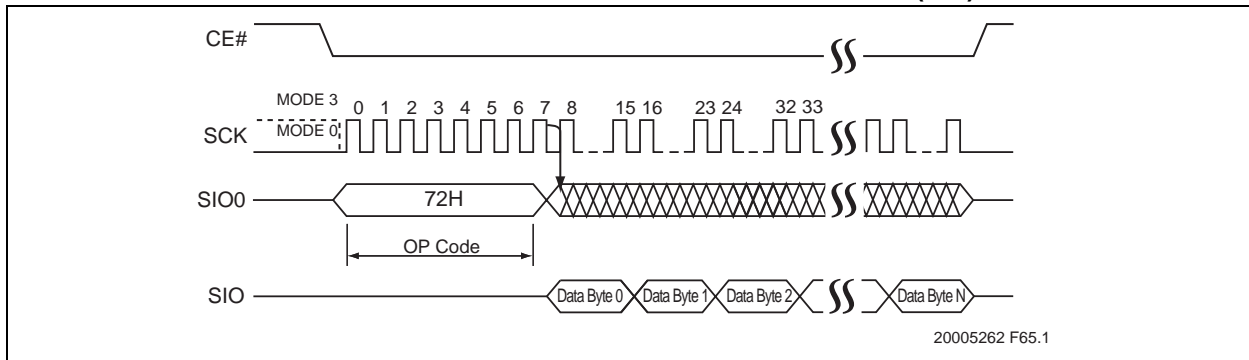 CE#
MODE 3
0 1 2 3 4 5 6 7 8 15 16 23 24 32 33
SCK
MODE 0
SIO0
72H
OP Code
SIO
Data Byte 0
Data Byte 1
Data Byte 2
Data Byte N
20005262 F65.1